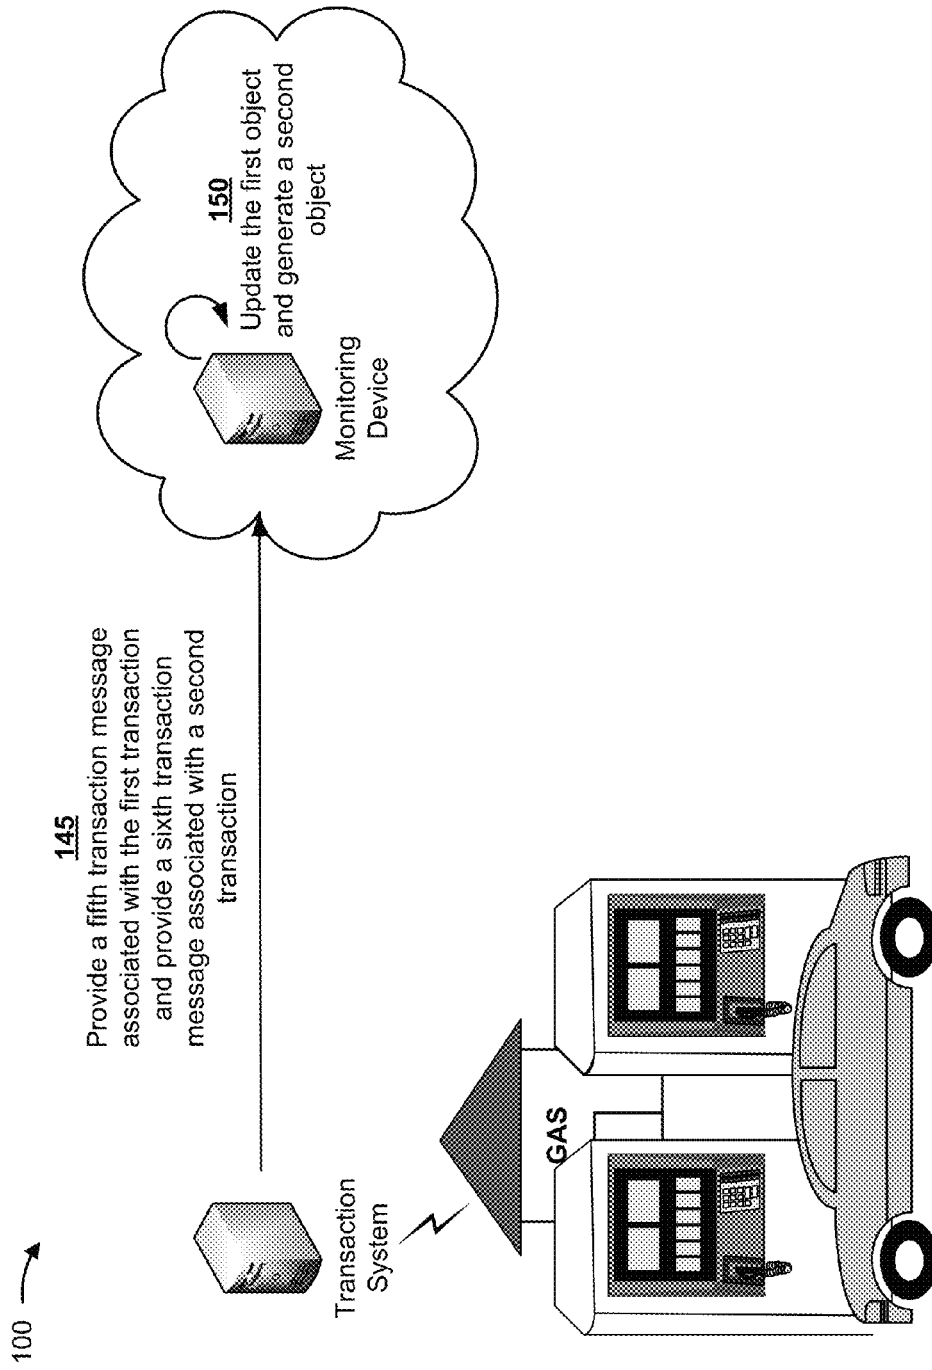 100
145
Provide a fifth transaction message
associated with the first transaction
and provide a sixth transaction
message associated with a second
transaction
150
Update the first object
and generate a second
object
Transaction
System
Monitoring
Device
GAS